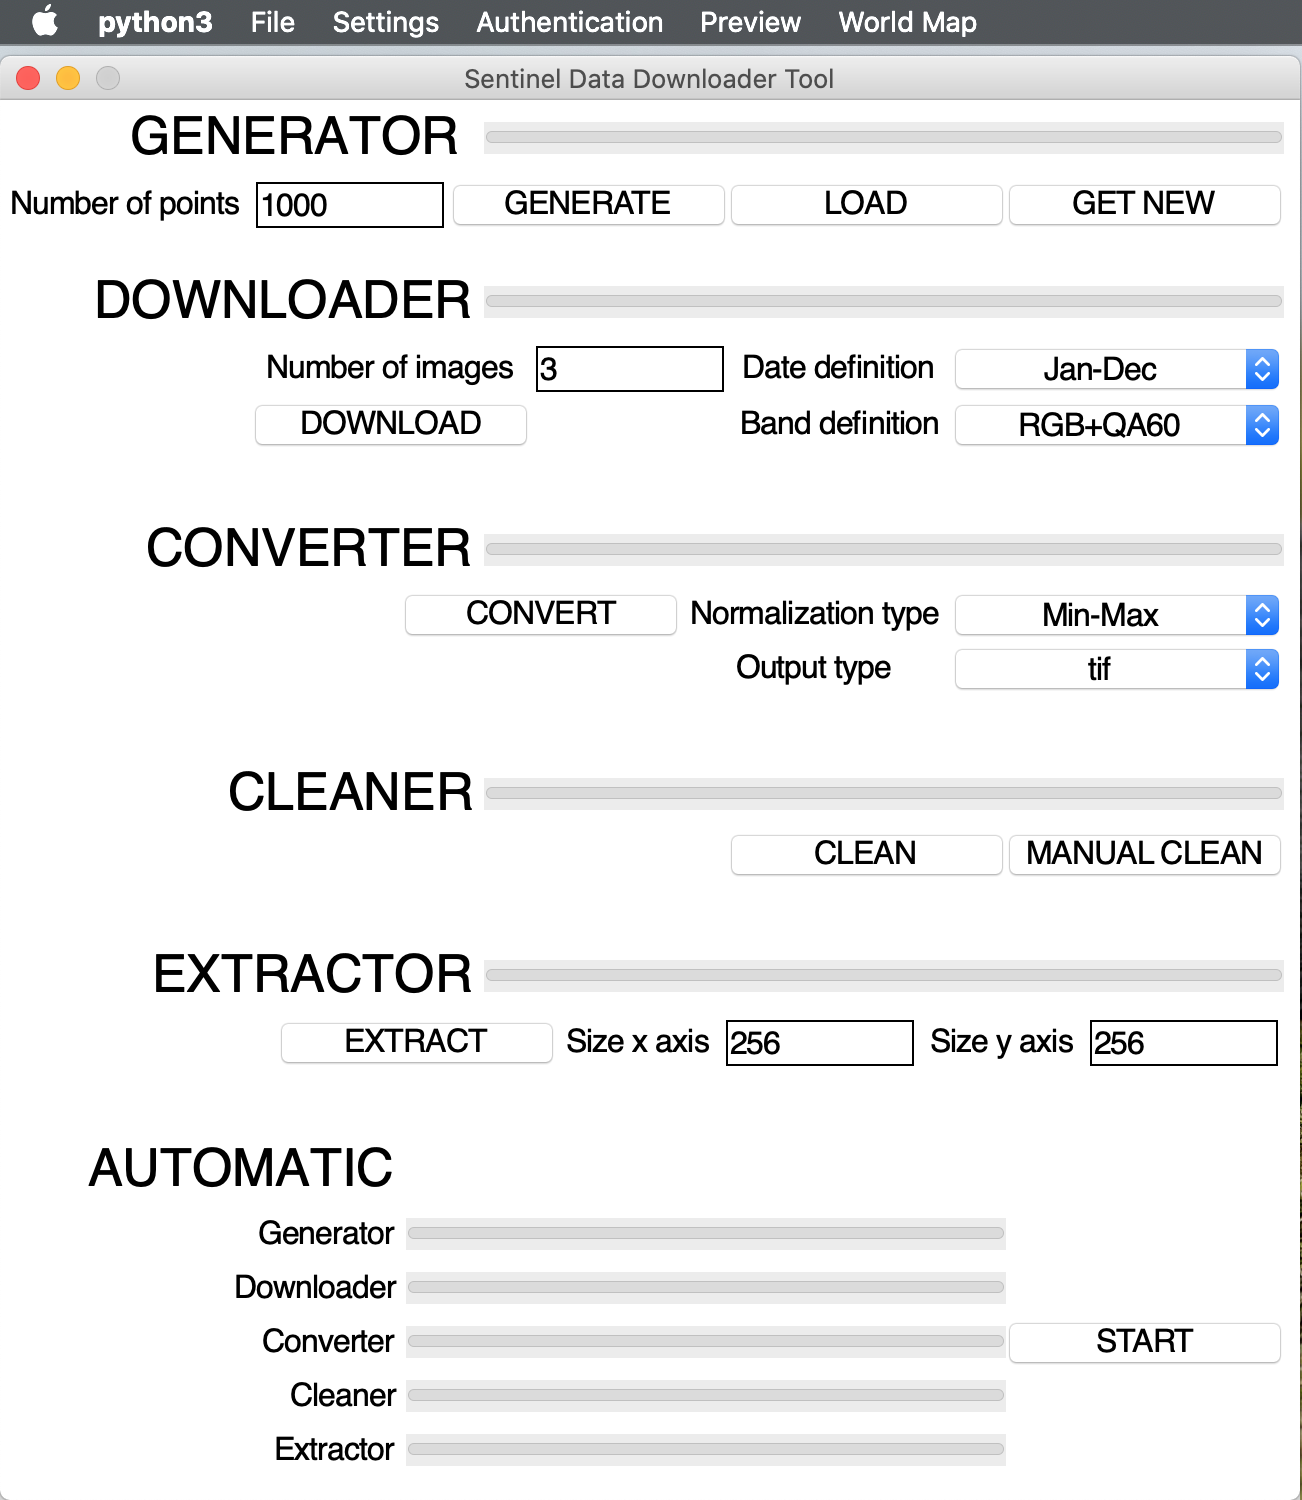 python3 File Settings Authentication Preview World Map
Sentinel Data Downloader Tool
GENERATOR
Number of points 1000 GENERATE LOAD GET NEW
DOWNLOADER
Number of images 3 Date definition Jan-Dec
DOWNLOAD Band definition RGB+QA60
CONVERTER
CONVERT Normalization type Min-Max
Output type tif
CLEANER
CLEAN MANUAL CLEAN
EXTRACTOR
EXTRACT Size x axis 256 Size y axis 256
AUTOMATIC
Generator
Downloader
Converter START
Cleaner
Extractor